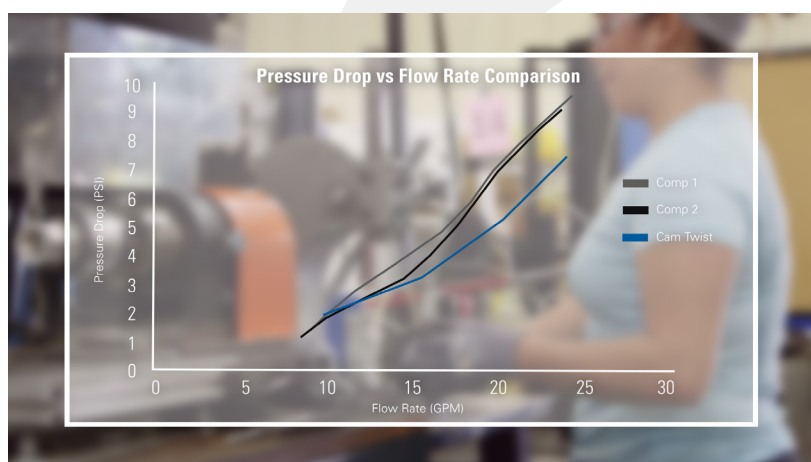 Pressure Drop vs Flow Rate Comparison
10
9
8
7
6
5
4
3
2
1
0
Pressure Drop (PSI)
0 5 10 15 20 25 30
Flow Rate (GPM)
Comp 1
Comp 2
Cam Twist